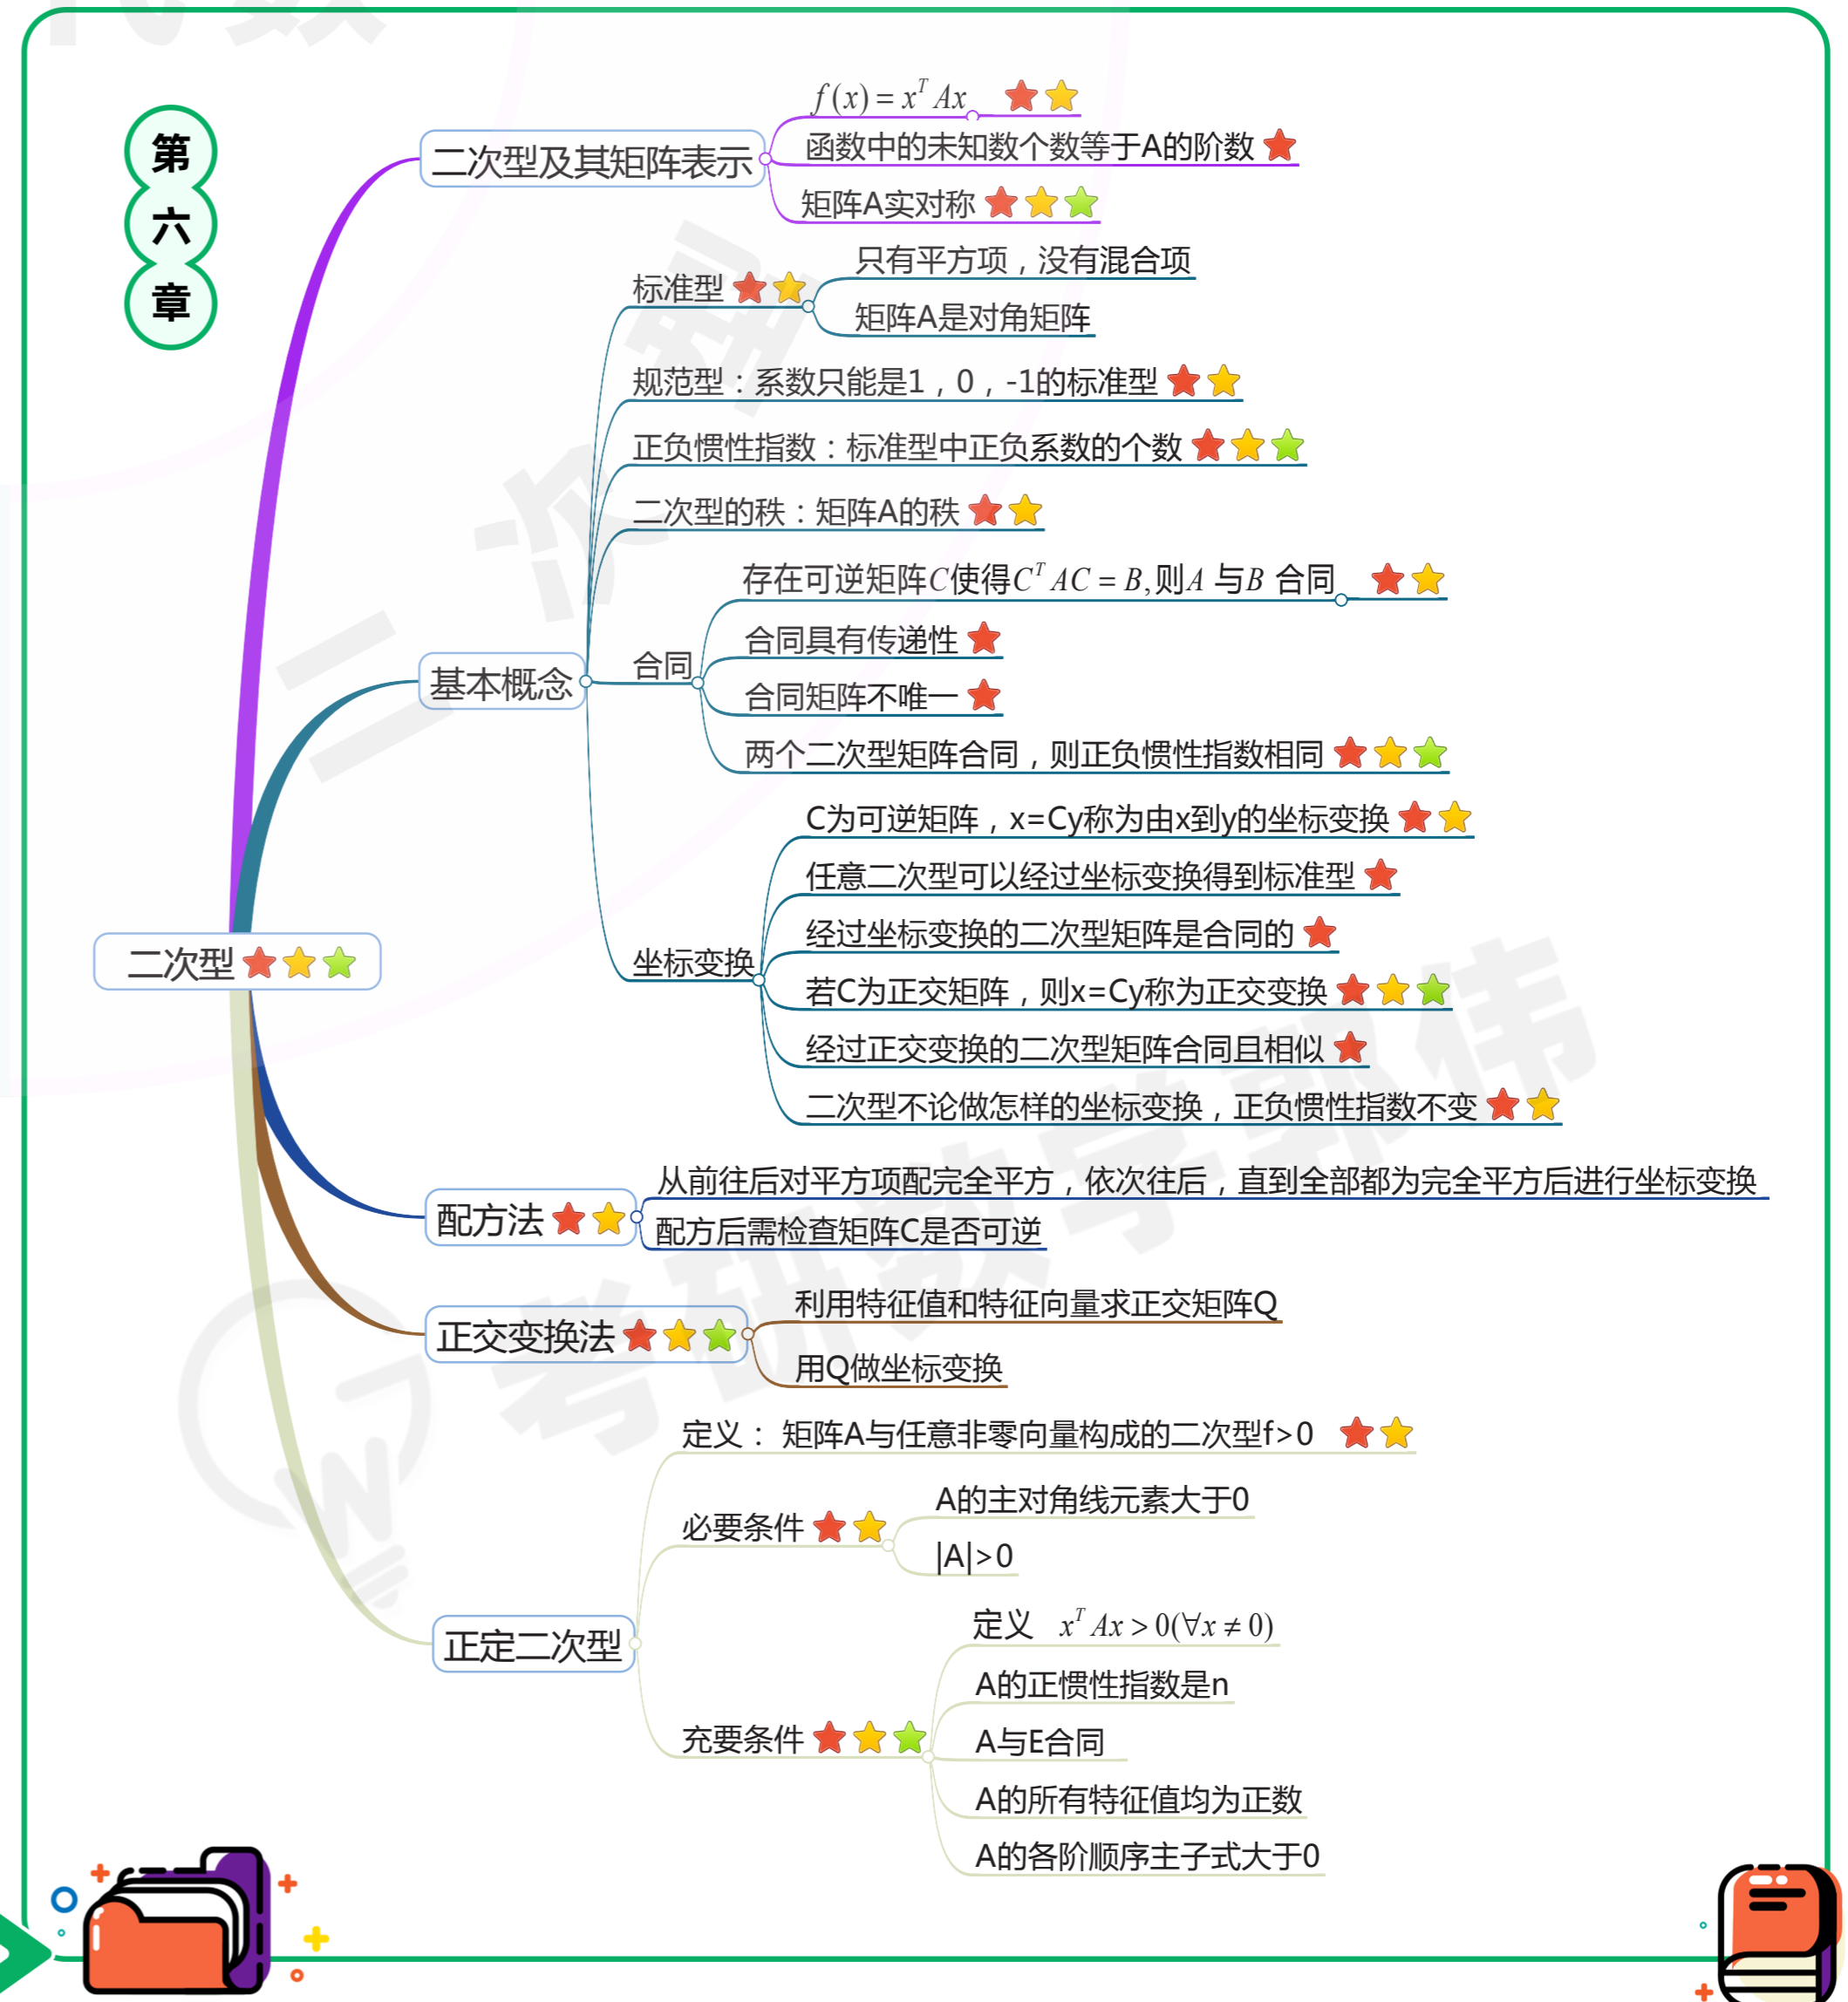 第
六
章
二次型及其矩阵表示
f(x)=x^T Ax
函数中的未知数个数等于A的阶数
矩阵A实对称
基本概念
标准型
只有平方项，没有混合项
矩阵A是对角矩阵
规范型：系数只能是1，0，-1的标准型
正负惯性指数：标准型中正负系数的个数
二次型的秩：矩阵A的秩
合同
存在可逆矩阵C使得C^T AC=B,则A 与B 合同
合同具有传递性
合同矩阵不唯一
两个二次型矩阵合同，则正负惯性指数相同
坐标变换
C为可逆矩阵，x=Cy称为由x到y的坐标变换
任意二次型可以经过坐标变换得到标准型
经过坐标变换的二次型矩阵是合同的
若C为正交矩阵，则x=Cy称为正交变换
经过正交变换的二次型矩阵合同且相似
二次型不论做怎样的坐标变换，正负惯性指数不变
二次型
配方法
从前往后对平方项配完全平方，依次往后，直到全部都为完全平方后进行坐标变换
配方后需检查矩阵C是否可逆
正交变换法
利用特征值和特征向量求正交矩阵Q
用Q做坐标变换
正定二次型
定义： 矩阵A与任意非零向量构成的二次型f>0
必要条件
A的主对角线元素大于0
|A|>0
充要条件
定义 x^T Ax>0(∀x≠0)
A的正惯性指数是n
A与E合同
A的所有特征值均为正数
A的各阶顺序主子式大于0
二次型
考研数学郭伟